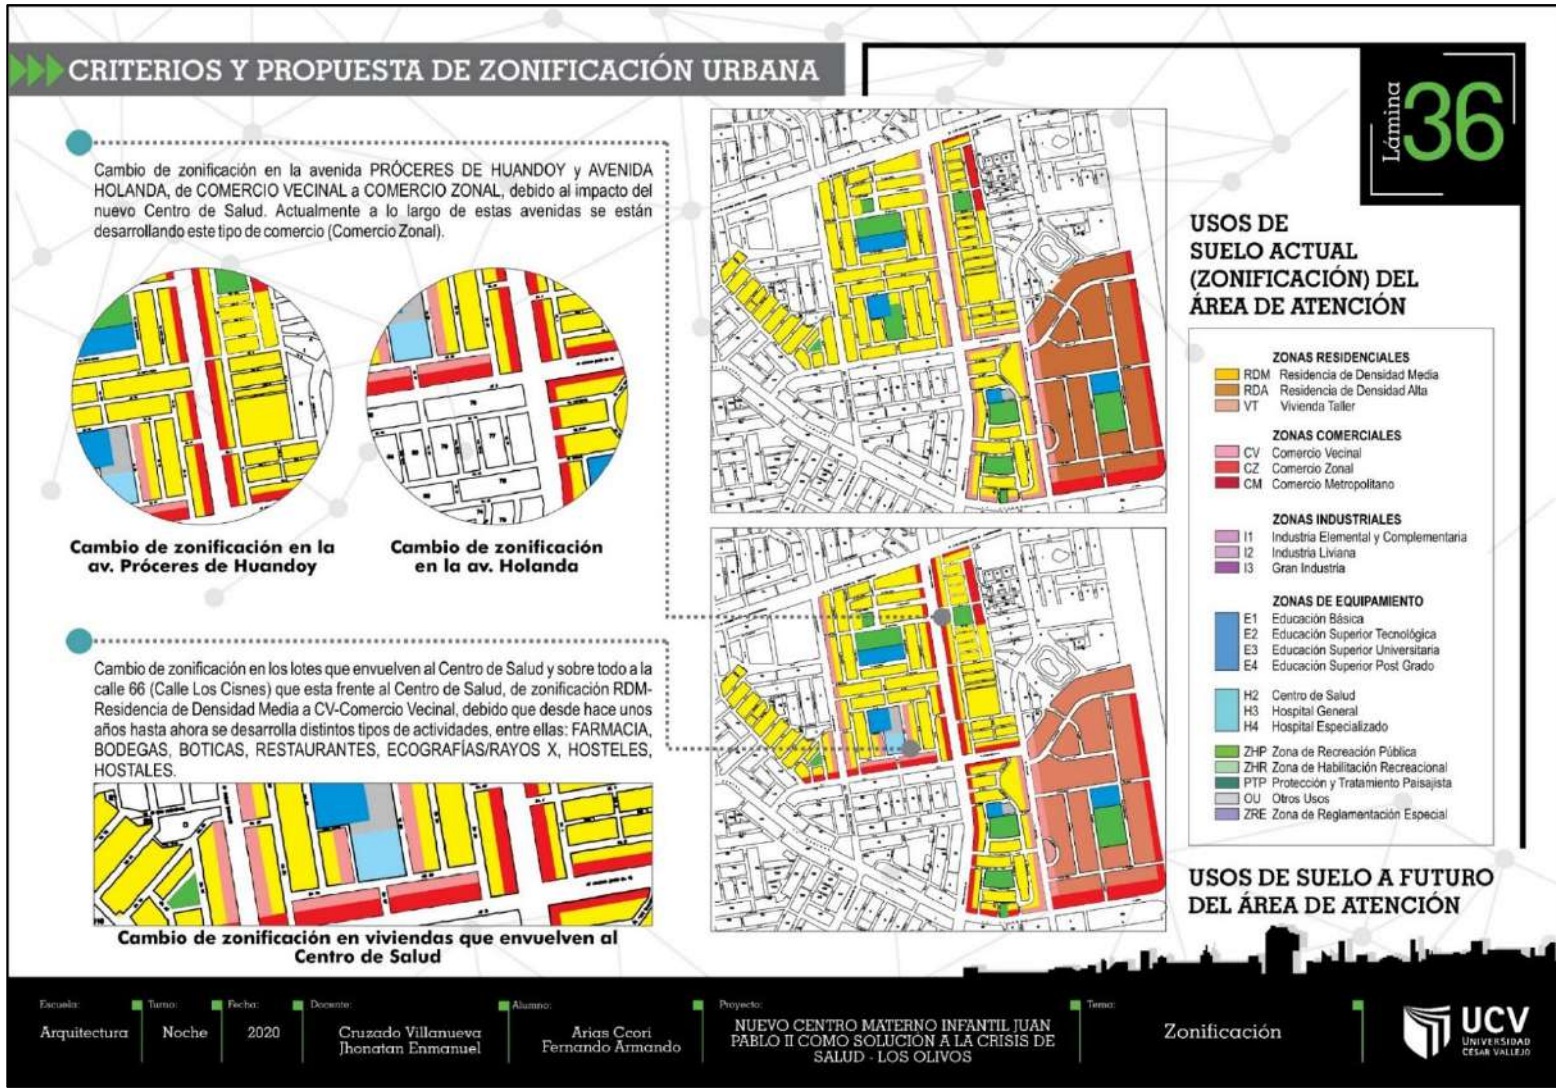 CRITERIOS Y PROPUESTA DE ZONIFICACIÓN URBANA
Lámina
36
Cambio de zonificación en la avenida PRÓCERES DE HUANDOY y AVENIDA
HOLANDA, de COMERCIO VECINAL a COMERCIO ZONAL, debido al impacto del
nuevo Centro de Salud. Actualmente a lo largo de estas avenidas se están
desarrollando este tipo de comercio (Comercio Zonal).
Cambio de zonificación en la
av. Próceres de Huandoy
Cambio de zonificación
en la av. Holanda
Cambio de zonificación en los lotes que envuelven al Centro de Salud y sobre todo a la
calle 66 (Calle Los Cisnes) que esta frente al Centro de Salud, de zonificación RDM-
Residencia de Densidad Media a CV-Comercio Vecinal, debido que desde hace unos
años hasta ahora se desarrolla distintos tipos de actividades, entre ellas: FARMACIA,
BODEGAS, BOTICAS, RESTAURANTES, ECOGRAFÍAS/RAYOS X, HOSTELES,
HOSTALES.
Cambio de zonificación en viviendas que envuelven al
Centro de Salud
USOS DE
SUELO ACTUAL
(ZONIFICACIÓN) DEL
ÁREA DE ATENCIÓN
ZONAS RESIDENCIALES
RDM Residencia de Densidad Media
RDA Residencia de Densidad Alta
VT Vivienda Taller
ZONAS COMERCIALES
CV Comercio Vecinal
CZ Comercio Zonal
CM Comercio Metropolitano
ZONAS INDUSTRIALES
I1 Industria Elemental y Complementaria
I2 Industria Liviana
I3 Gran Industria
ZONAS DE EQUIPAMIENTO
E1 Educación Básica
E2 Educación Superior Tecnológica
E3 Educación Superior Universitaria
E4 Educación Superior Post Grado
H2 Centro de Salud
H3 Hospital General
H4 Hospital Especializado
ZHP Zona de Recreación Pública
ZHR Zona de Habilitación Recreacional
PTP Protección y Tratamiento Paisajista
OU Otros Usos
ZRE Zona de Reglamentación Especial
USOS DE SUELO A FUTURO
DEL ÁREA DE ATENCIÓN
Escuela:
Arquitectura
Turno:
Noche
Fecha:
2020
Docente:
Cruzado Villanueva
Jhonatan Enmanuel
Alumno:
Arias Ccori
Fernando Armando
Proyecto:
NUEVO CENTRO MATERNO INFANTIL JUAN
PABLO II COMO SOLUCIÓN A LA CRISIS DE
SALUD - LOS OLIVOS
Tema:
Zonificación
UCV
UNIVERSIDAD
CÉSAR VALLEJO